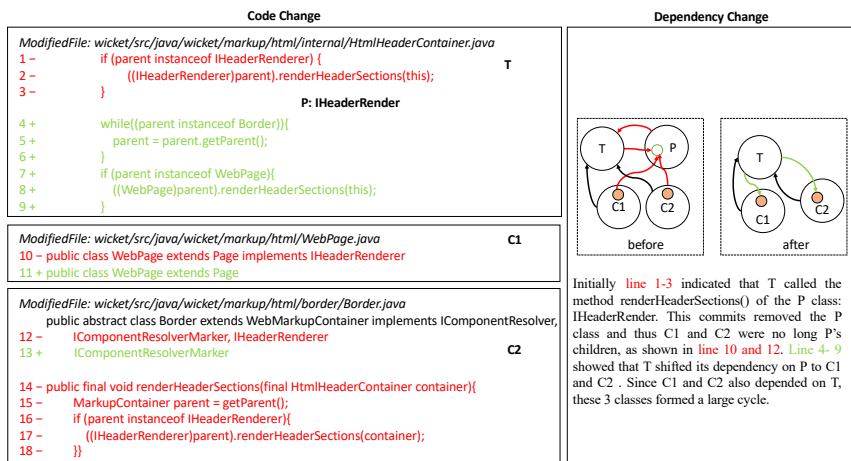 Code Change
ModifiedFile: wicket/src/java/wicket/markup/html/internal/HtmlHeaderContainer.java
1 − if (parent instanceof IHeaderRenderer) {
T
2 − ((IHeaderRenderer)parent).renderHeaderSections(this);
3 − }
P: IHeaderRender
4 + while((parent instanceof Border)){
5 + parent = parent.getParent();
6 + }
7 + if (parent instanceof WebPage){
8 + ((WebPage)parent).renderHeaderSections(this);
9 + }
ModifiedFile: wicket/src/java/wicket/markup/html/WebPage.java
C1
10 − public class WebPage extends Page implements IHeaderRenderer
11 + public class WebPage extends Page
ModifiedFile: wicket/src/java/wicket/markup/html/border/Border.java
public abstract class Border extends WebMarkupContainer implements IComponentResolver,
12 − IComponentResolverMarker, IHeaderRenderer
13 + IComponentResolverMarker
C2
14 − public final void renderHeaderSections(final HtmlHeaderContainer container){
15 − MarkupContainer parent = getParent();
16 − if (parent instanceof IHeaderRenderer){
17 − ((IHeaderRenderer)parent).renderHeaderSections(container);
18 − }}
Dependency Change
T
P
C1
C2
before
T
C1
C2
after
Initially line 1-3 indicated that T called the
method renderHeaderSections() of the P class:
IHeaderRender. This commits removed the P
class and thus C1 and C2 were no long P's
children, as shown in line 10 and 12. Line 4- 9
showed that T shifted its dependency on P to C1
and C2 . Since C1 and C2 also depended on T,
these 3 classes formed a large cycle.